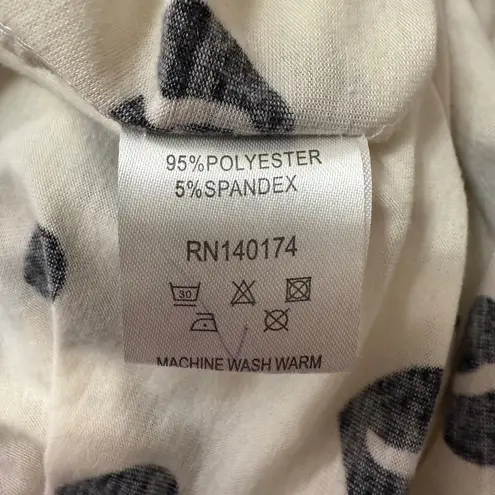 95%POLYESTER
5%SPANDEX
RN140174
30
MACHINE WASH WARM